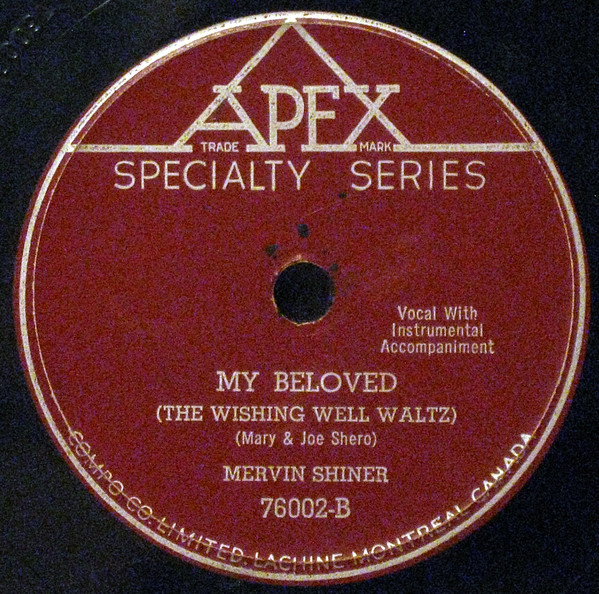 APEX
TRADE MARK
SPECIALTY SERIES
Vocal With
Instrumental
Accompaniment
MY BELOVED
(THE WISHING WELL WALTZ)
(Mary & Joe Shero)
MERVIN SHINER
76002-B
COMPO CO. LIMITED. LACHINE MONTREAL CANADA